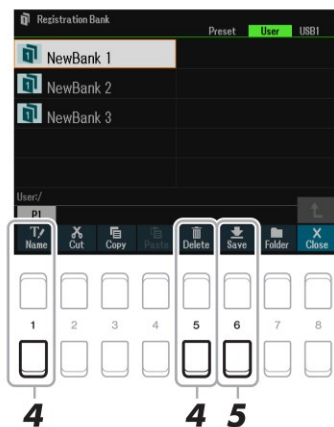 Registration Bank
Preset User USB1
NewBank 1
NewBank 2
NewBank 3
User:/
P1
Name Cut Copy Paste Delete Save Folder Close
1 2 3 4 5 6 7 8
4 4 5